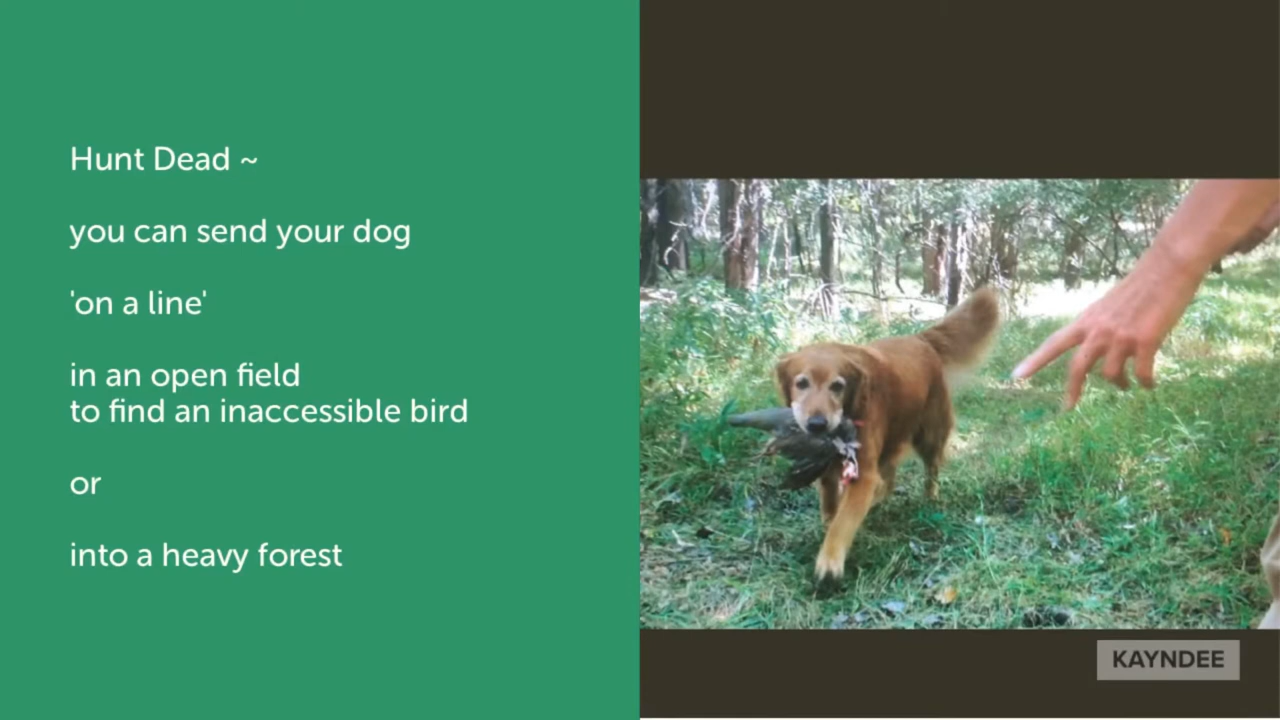 Hunt Dead ~
you can send your dog
'on a line'
in an open field
to find an inaccessible bird
or
into a heavy forest
KAYNDEE